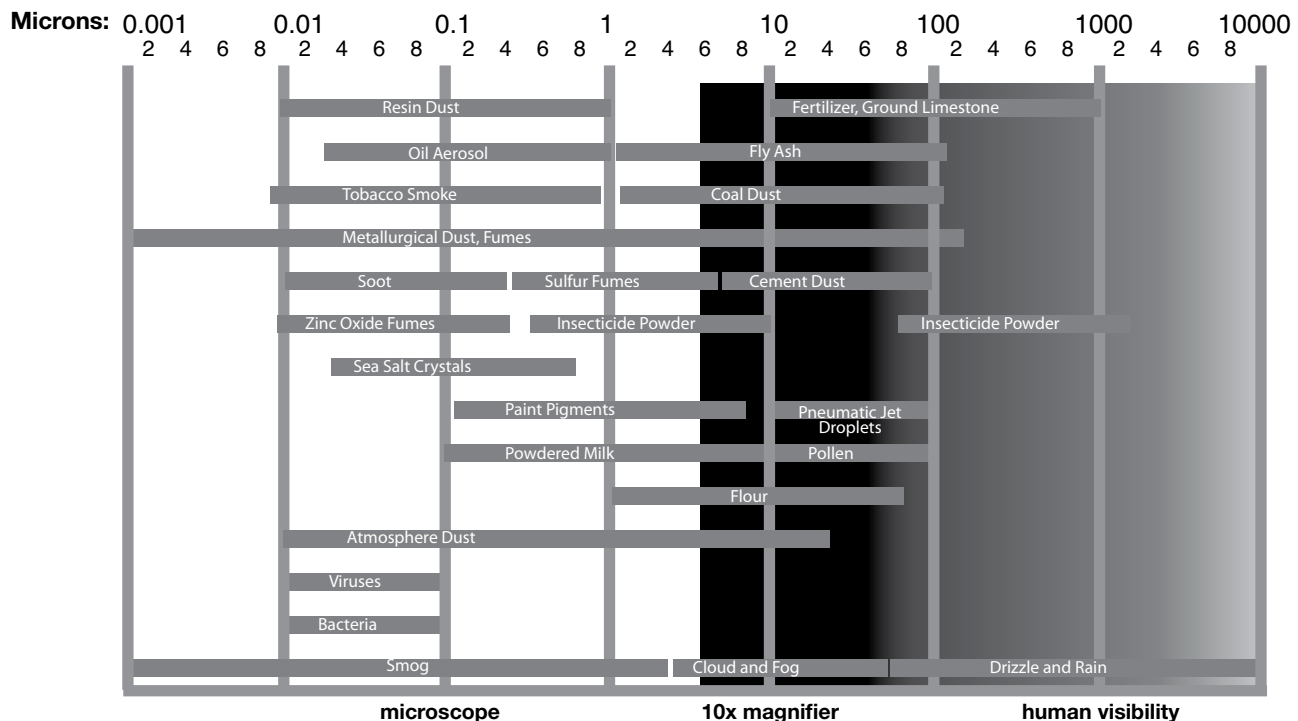 Microns: 0.001 0.01 0.1 1 10 100 1000 10000
2 4 6 8 2 4 6 8 2 4 6 8 2 4 6 8 2 4 6 8 2 4 6 8 2 4 6 8
Resin Dust Fertilizer, Ground Limestone
Oil Aerosol Fly Ash
Tobacco Smoke Coal Dust
Metallurgical Dust, Fumes
Soot Sulfur Fumes Cement Dust
Zinc Oxide Fumes Insecticide Powder Insecticide Powder
Sea Salt Crystals
Paint Pigments Pneumatic Jet
Droplets
Powdered Milk Pollen
Flour
Atmosphere Dust
Viruses
Bacteria
Smog Cloud and Fog Drizzle and Rain
microscope 10x magnifier human visibility